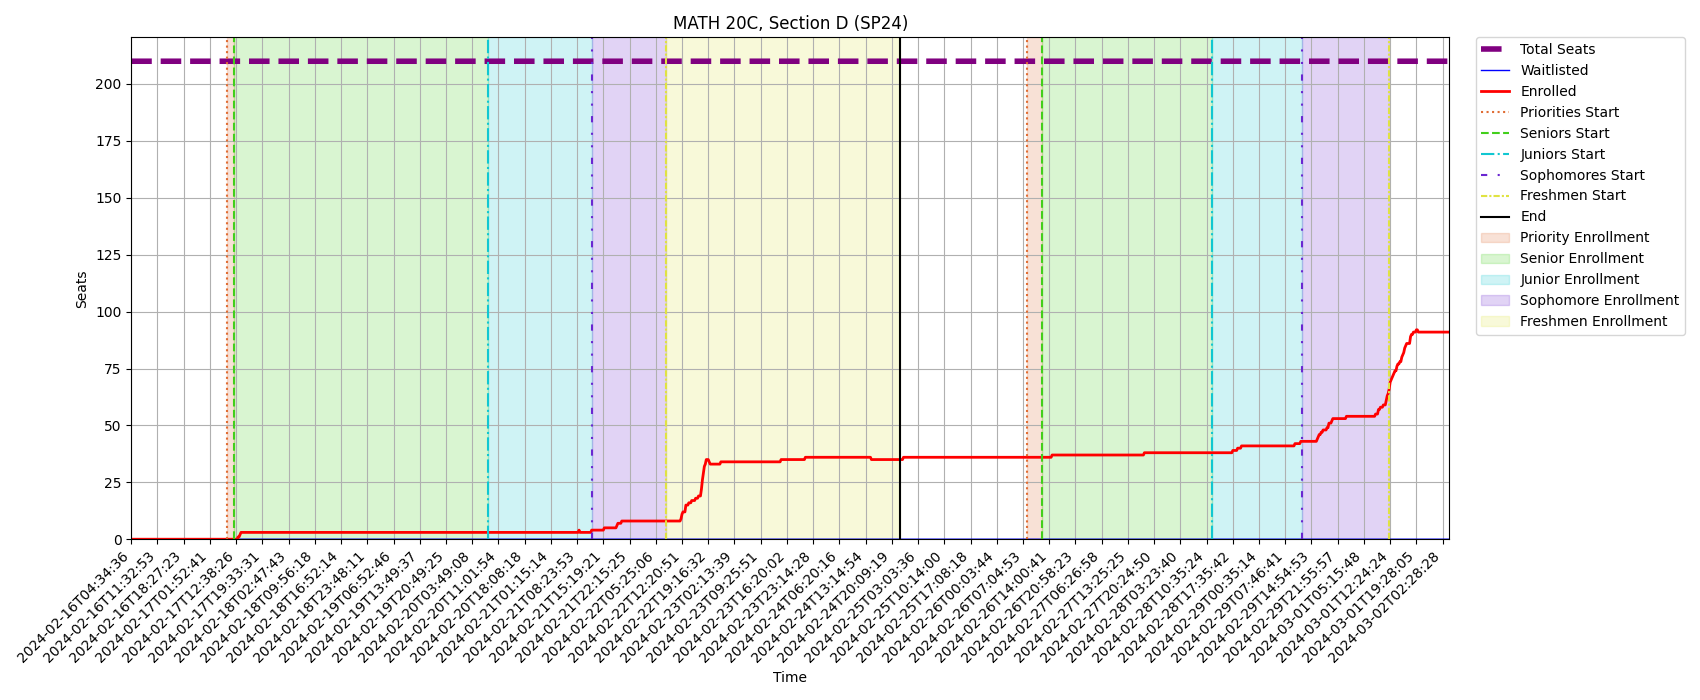 MATH 20C, Section D (SP24)
Seats
200
175
150
125
100
75
50
25
0
2024-02-16T04:34:36
2024-02-16T11:32:53
2024-02-16T18:27:23
2024-02-17T01:52:41
2024-02-17T12:38:26
2024-02-17T19:33:31
2024-02-18T02:47:43
2024-02-18T09:56:18
2024-02-18T16:52:14
2024-02-18T23:48:11
2024-02-19T06:52:46
2024-02-19T13:49:37
2024-02-19T20:49:25
2024-02-20T03:49:08
2024-02-20T11:01:54
2024-02-20T18:08:18
2024-02-21T01:15:14
2024-02-21T08:23:53
2024-02-21T15:19:21
2024-02-21T22:15:25
2024-02-22T05:25:06
2024-02-22T12:20:51
2024-02-22T19:16:32
2024-02-23T02:13:39
2024-02-23T09:25:51
2024-02-23T16:20:02
2024-02-23T23:14:28
2024-02-24T06:20:16
2024-02-24T13:14:54
2024-02-24T20:09:19
2024-02-25T03:03:36
2024-02-25T10:14:00
2024-02-25T17:08:18
2024-02-26T00:03:44
2024-02-26T07:04:53
2024-02-26T14:00:41
2024-02-26T20:58:23
2024-02-27T06:26:58
2024-02-27T13:25:25
2024-02-27T20:24:50
2024-02-28T03:23:40
2024-02-28T10:35:24
2024-02-28T17:35:42
2024-02-29T00:35:14
2024-02-29T07:46:41
2024-02-29T14:54:53
2024-02-29T21:55:57
2024-03-01T05:15:48
2024-03-01T12:24:24
2024-03-01T19:28:05
2024-03-02T02:28:28
Time
Total Seats
Waitlisted
Enrolled
Priorities Start
Seniors Start
Juniors Start
Sophomores Start
Freshmen Start
End
Priority Enrollment
Senior Enrollment
Junior Enrollment
Sophomore Enrollment
Freshmen Enrollment